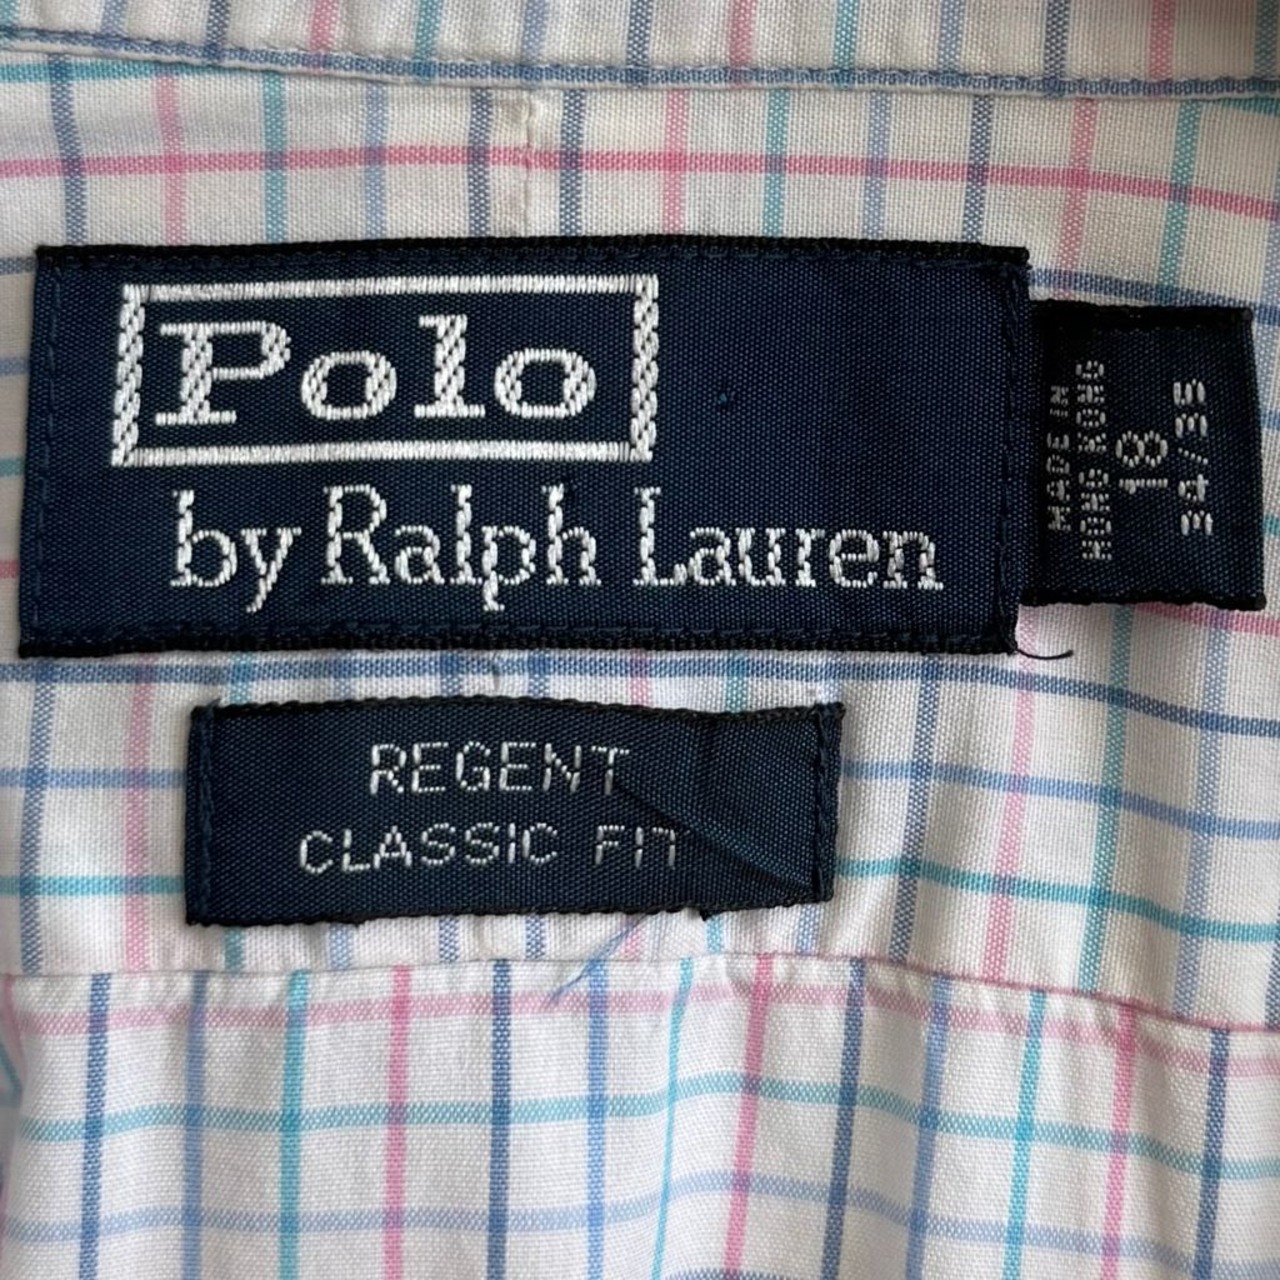 Polo
by Ralph Lauren
MADE IN
HONG KONG
18
34/35
REGENT
CLASSIC FIT